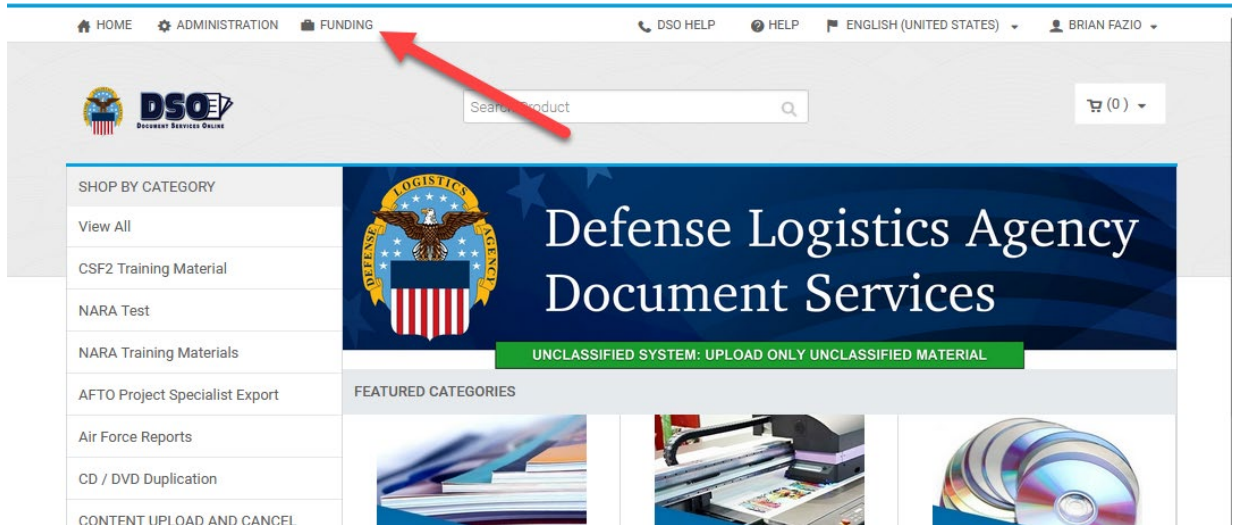 HOME ADMINISTRATION FUNDING DSO HELP HELP ENGLISH (UNITED STATES) BRIAN FAZIO
DSO
DOCUMENT SERVICES ONLINE
Search Product
(0)
SHOP BY CATEGORY
View All
CSF2 Training Material
NARA Test
NARA Training Materials
AFTO Project Specialist Export
Air Force Reports
CD / DVD Duplication
CONTENT UPLOAD AND CANCEL
DEFENSE LOGISTICS AGENCY
Defense Logistics Agency
Document Services
UNCLASSIFIED SYSTEM: UPLOAD ONLY UNCLASSIFIED MATERIAL
FEATURED CATEGORIES